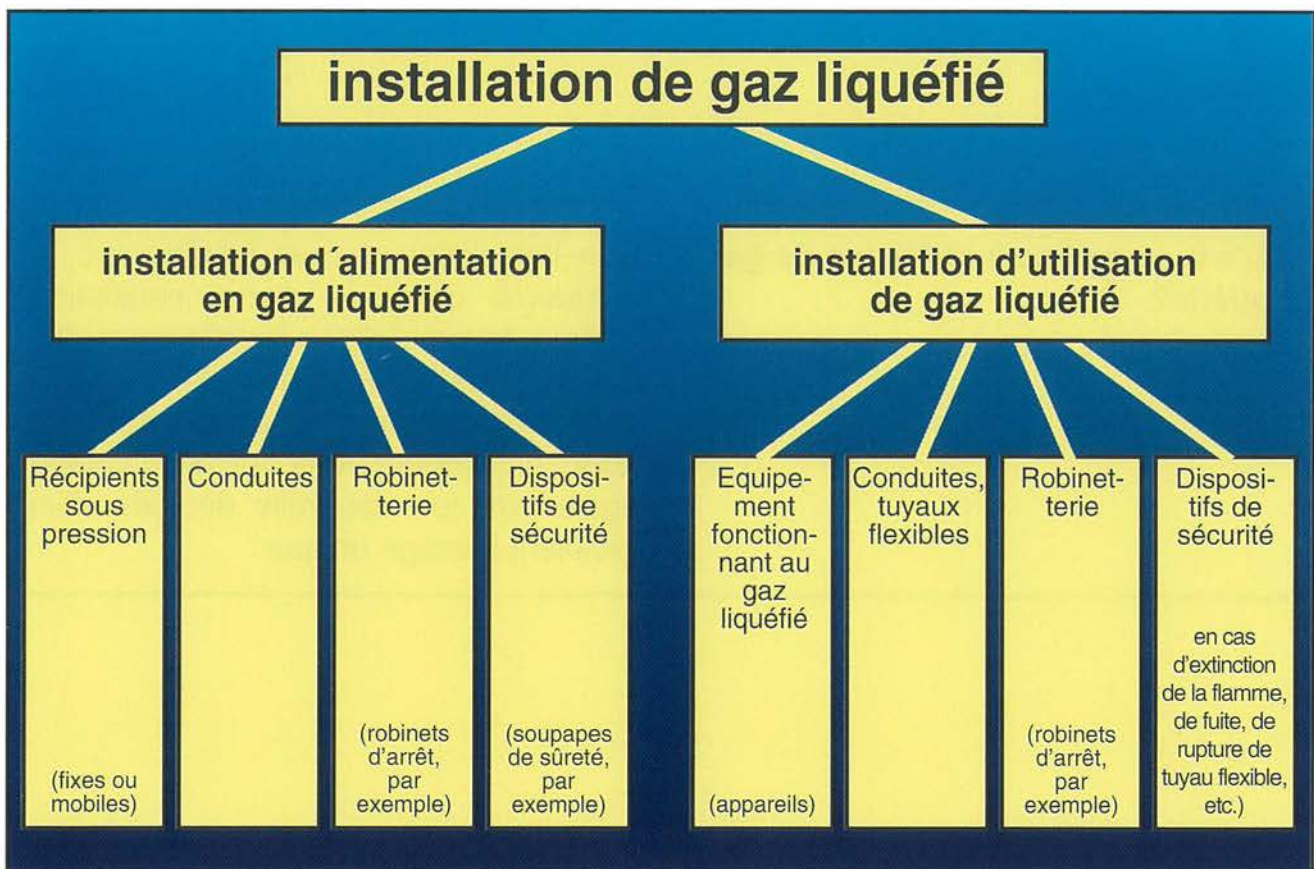 installation de gaz liquéfié
installation d´alimentation
en gaz liquéfié
installation d'utilisation
de gaz liquéfié
Récipients
sous
pression
(fixes ou
mobiles)
Conduites
Robinet-
terie
(robinets
d'arrêt,
par
exemple)
Disposi-
tifs de
sécurité
(soupapes
de sûreté,
par
exemple)
Equipe-
ment
fonction-
nant au
gaz
liquéfié
(appareils)
Conduites,
tuyaux
flexibles
Robinet-
terie
(robinets
d'arrêt,
par
exemple)
Disposi-
tifs de
sécurité
en cas
d'extinction
de la flamme,
de fuite, de
rupture de
tuyau flexible,
etc.)